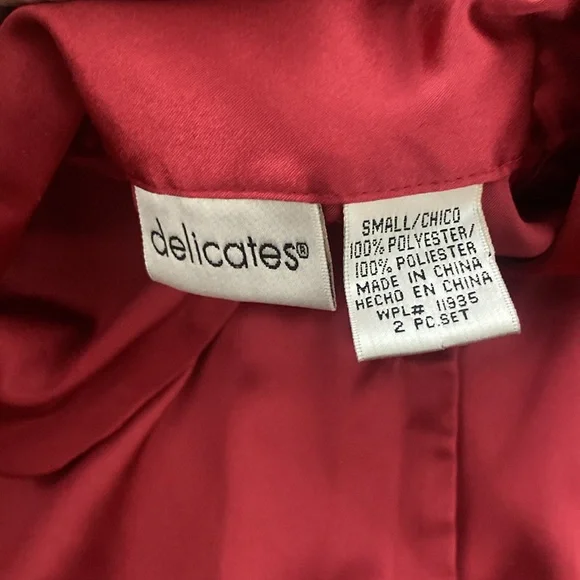 delicates®
SMALL/CHICO
100% POLYESTER/
100% POLIESTER
MADE IN CHINA
HECHO EN CHINA
WPL# 11935
2 PC.SET